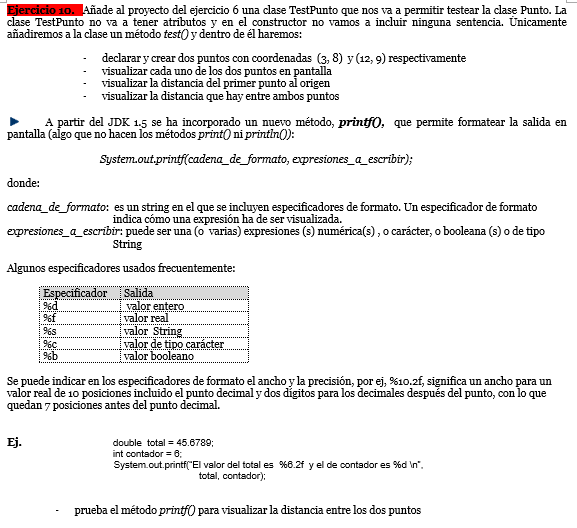 Ejercicio 10. Añade al proyecto del ejercicio 6 una clase TestPunto que nos va a permitir testear la clase Punto. La
clase TestPunto no va a tener atributos y en el constructor no vamos a incluir ninguna sentencia. Únicamente
añadiremos a la clase un método test() y dentro de él haremos:
- declarar y crear dos puntos con coordenadas (3, 8) y (12, 9) respectivamente
- visualizar cada uno de los dos puntos en pantalla
- visualizar la distancia del primer punto al origen
- visualizar la distancia que hay entre ambos puntos
A partir del JDK 1.5 se ha incorporado un nuevo método, printf(), que permite formatear la salida en
pantalla (algo que no hacen los métodos print() ni println()):
System.out.printf(cadena_de_formato, expresiones_a_escribir);
donde:
cadena_de_formato: es un string en el que se incluyen especificadores de formato. Un especificador de formato
indica cómo una expresión ha de ser visualizada.
expresiones_a_escribir: puede ser una (o varias) expresiones (s) numérica(s) , o carácter, o booleana (s) o de tipo
String
Algunos especificadores usados frecuentemente:
Especificador Salida
%d valor entero
%f valor real
%s valor String
%c valor de tipo carácter
%b valor booleano
Se puede indicar en los especificadores de formato el ancho y la precisión, por ej, %10.2f, significa un ancho para un
valor real de 10 posiciones incluido el punto decimal y dos dígitos para los decimales después del punto, con lo que
quedan 7 posiciones antes del punto decimal.
Ej. double total = 45.6789;
int contador = 6;
System.out.printf("El valor del total es %6.2f y el de contador es %d \n",
total, contador);
- prueba el método printf() para visualizar la distancia entre los dos puntos